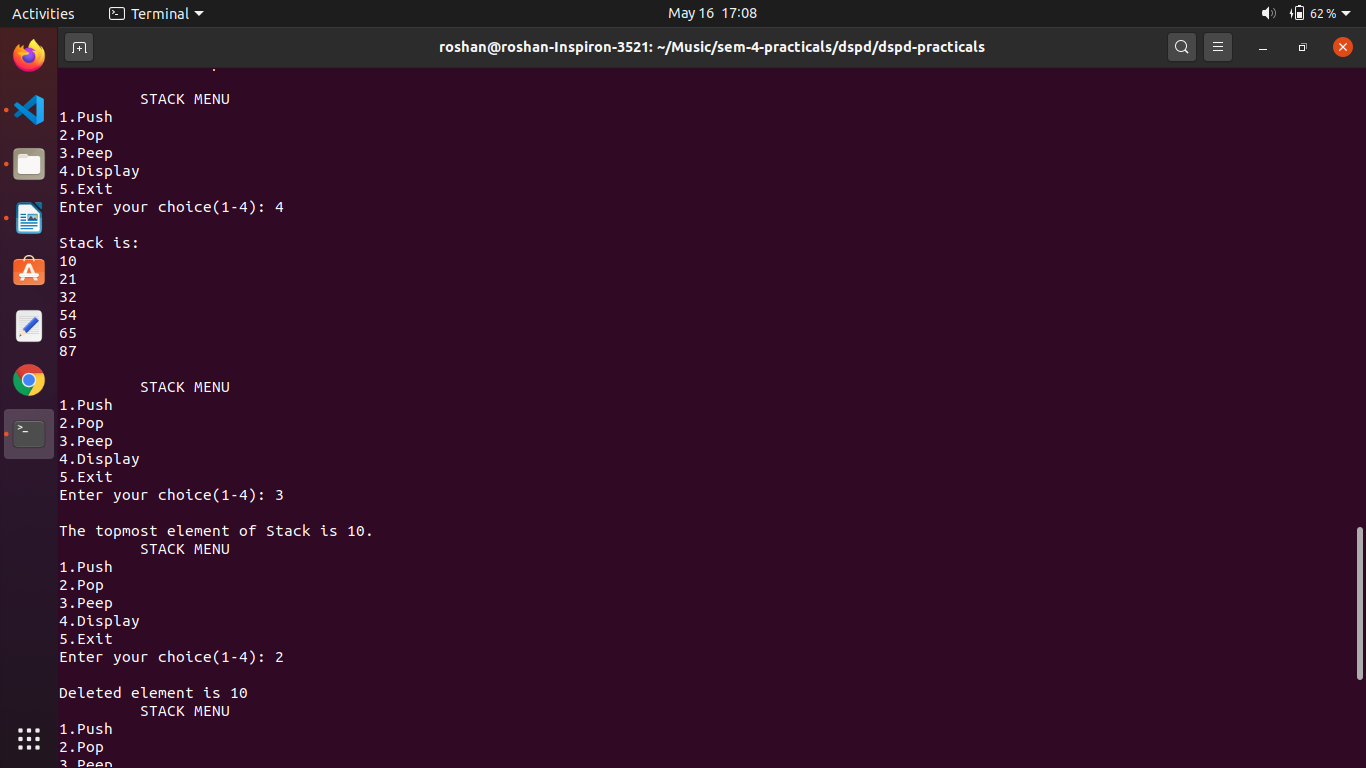 Activities Terminal May 16 17:08 62 %
roshan@roshan-Inspiron-3521: ~/Music/sem-4-practicals/dspd/dspd-practicals
STACK MENU
1.Push
2.Pop
3.Peep
4.Display
5.Exit
Enter your choice(1-4): 4
Stack is:
10
21
32
54
65
87
STACK MENU
1.Push
2.Pop
3.Peep
4.Display
5.Exit
Enter your choice(1-4): 3
The topmost element of Stack is 10.
STACK MENU
1.Push
2.Pop
3.Peep
4.Display
5.Exit
Enter your choice(1-4): 2
Deleted element is 10
STACK MENU
1.Push
2.Pop
3.Peep